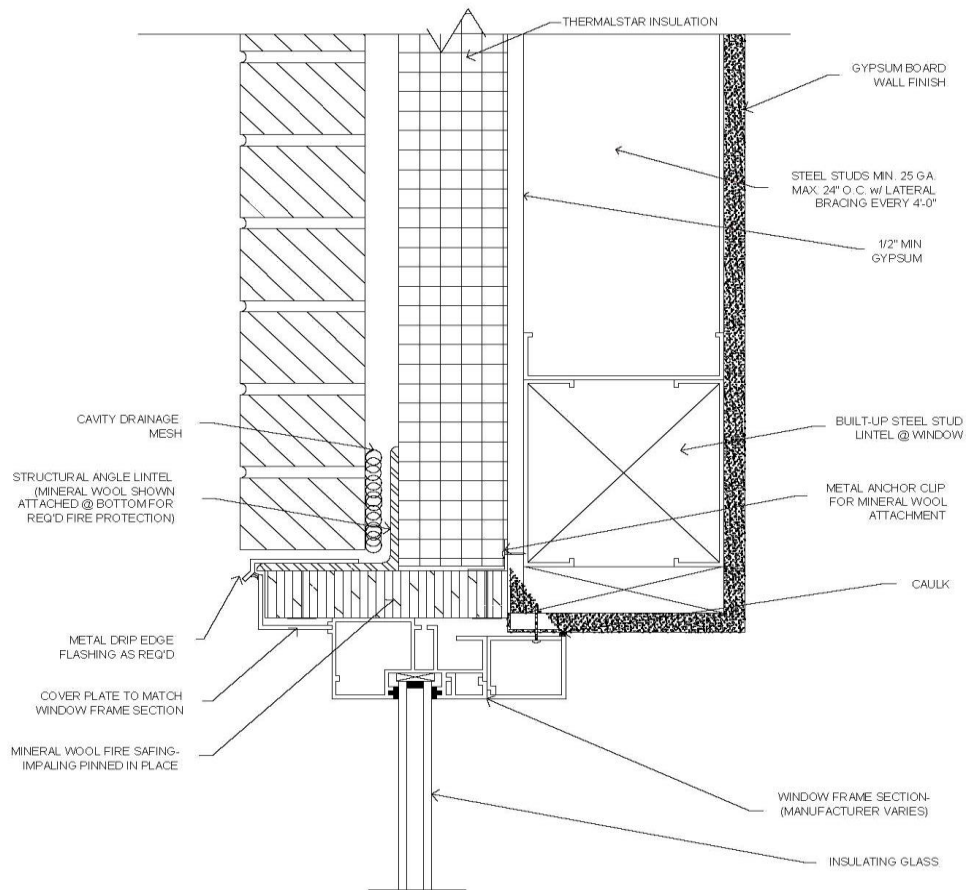 THERMALSTAR INSULATION
GYPSUM BOARD
WALL FINISH
STEEL STUDS MIN. 25 GA.
MAX. 24" O.C. w/ LATERAL
BRACING EVERY 4'-0"
1/2" MIN
GYPSUM
CAVITY DRAINAGE
MESH
BUILT-UP STEEL STUD
LINTEL @ WINDOW
STRUCTURAL ANGLE LINTEL
(MINERAL WOOL SHOWN
ATTACHED @ BOTTOM FOR
REQ'D FIRE PROTECTION)
METAL ANCHOR CLIP
FOR MINERAL WOOL
ATTACHMENT
CAULK
METAL DRIP EDGE
FLASHING AS REQ'D
COVER PLATE TO MATCH
WINDOW FRAME SECTION
MINERAL WOOL FIRE SAFING-
IMPALING PINNED IN PLACE
WINDOW FRAME SECTION-
(MANUFACTURER VARIES)
INSULATING GLASS